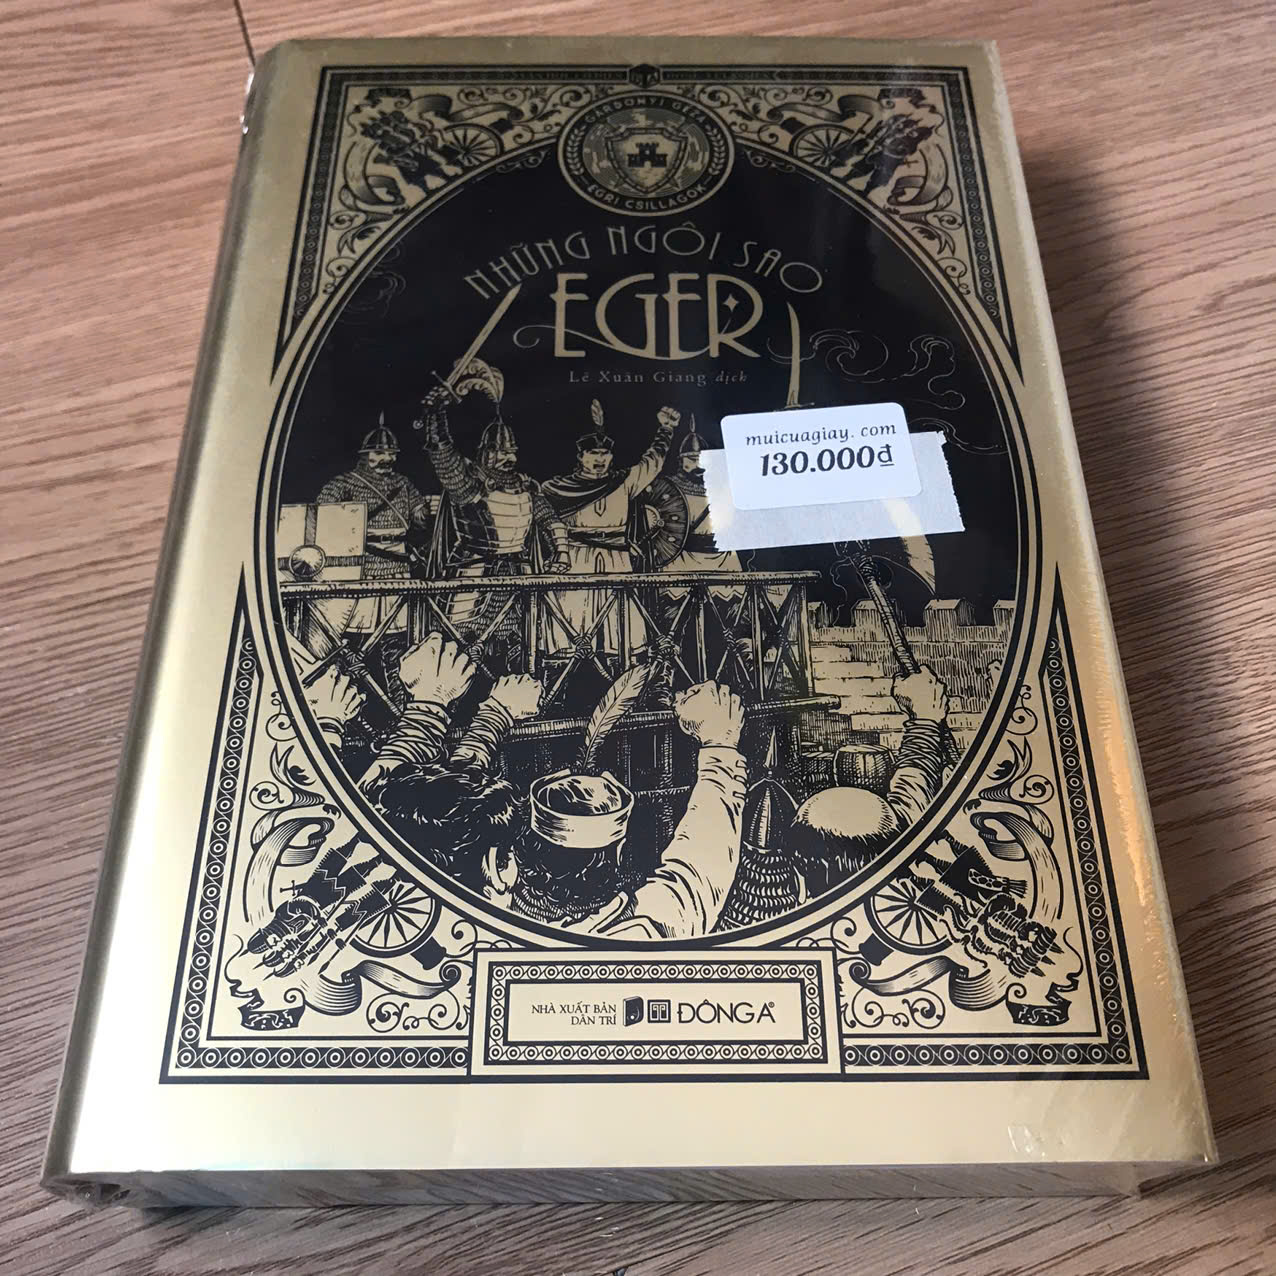 GÁRDONYI GÉZA
EGRI CSILLAGOK
NHỮNG NGÔI SAO
EGER
Lê Xuân Giang dịch
muicuagiay. com
130.000₫
NHÀ XUẤT BẢN
DÂN TRÍ
ĐÔNG A